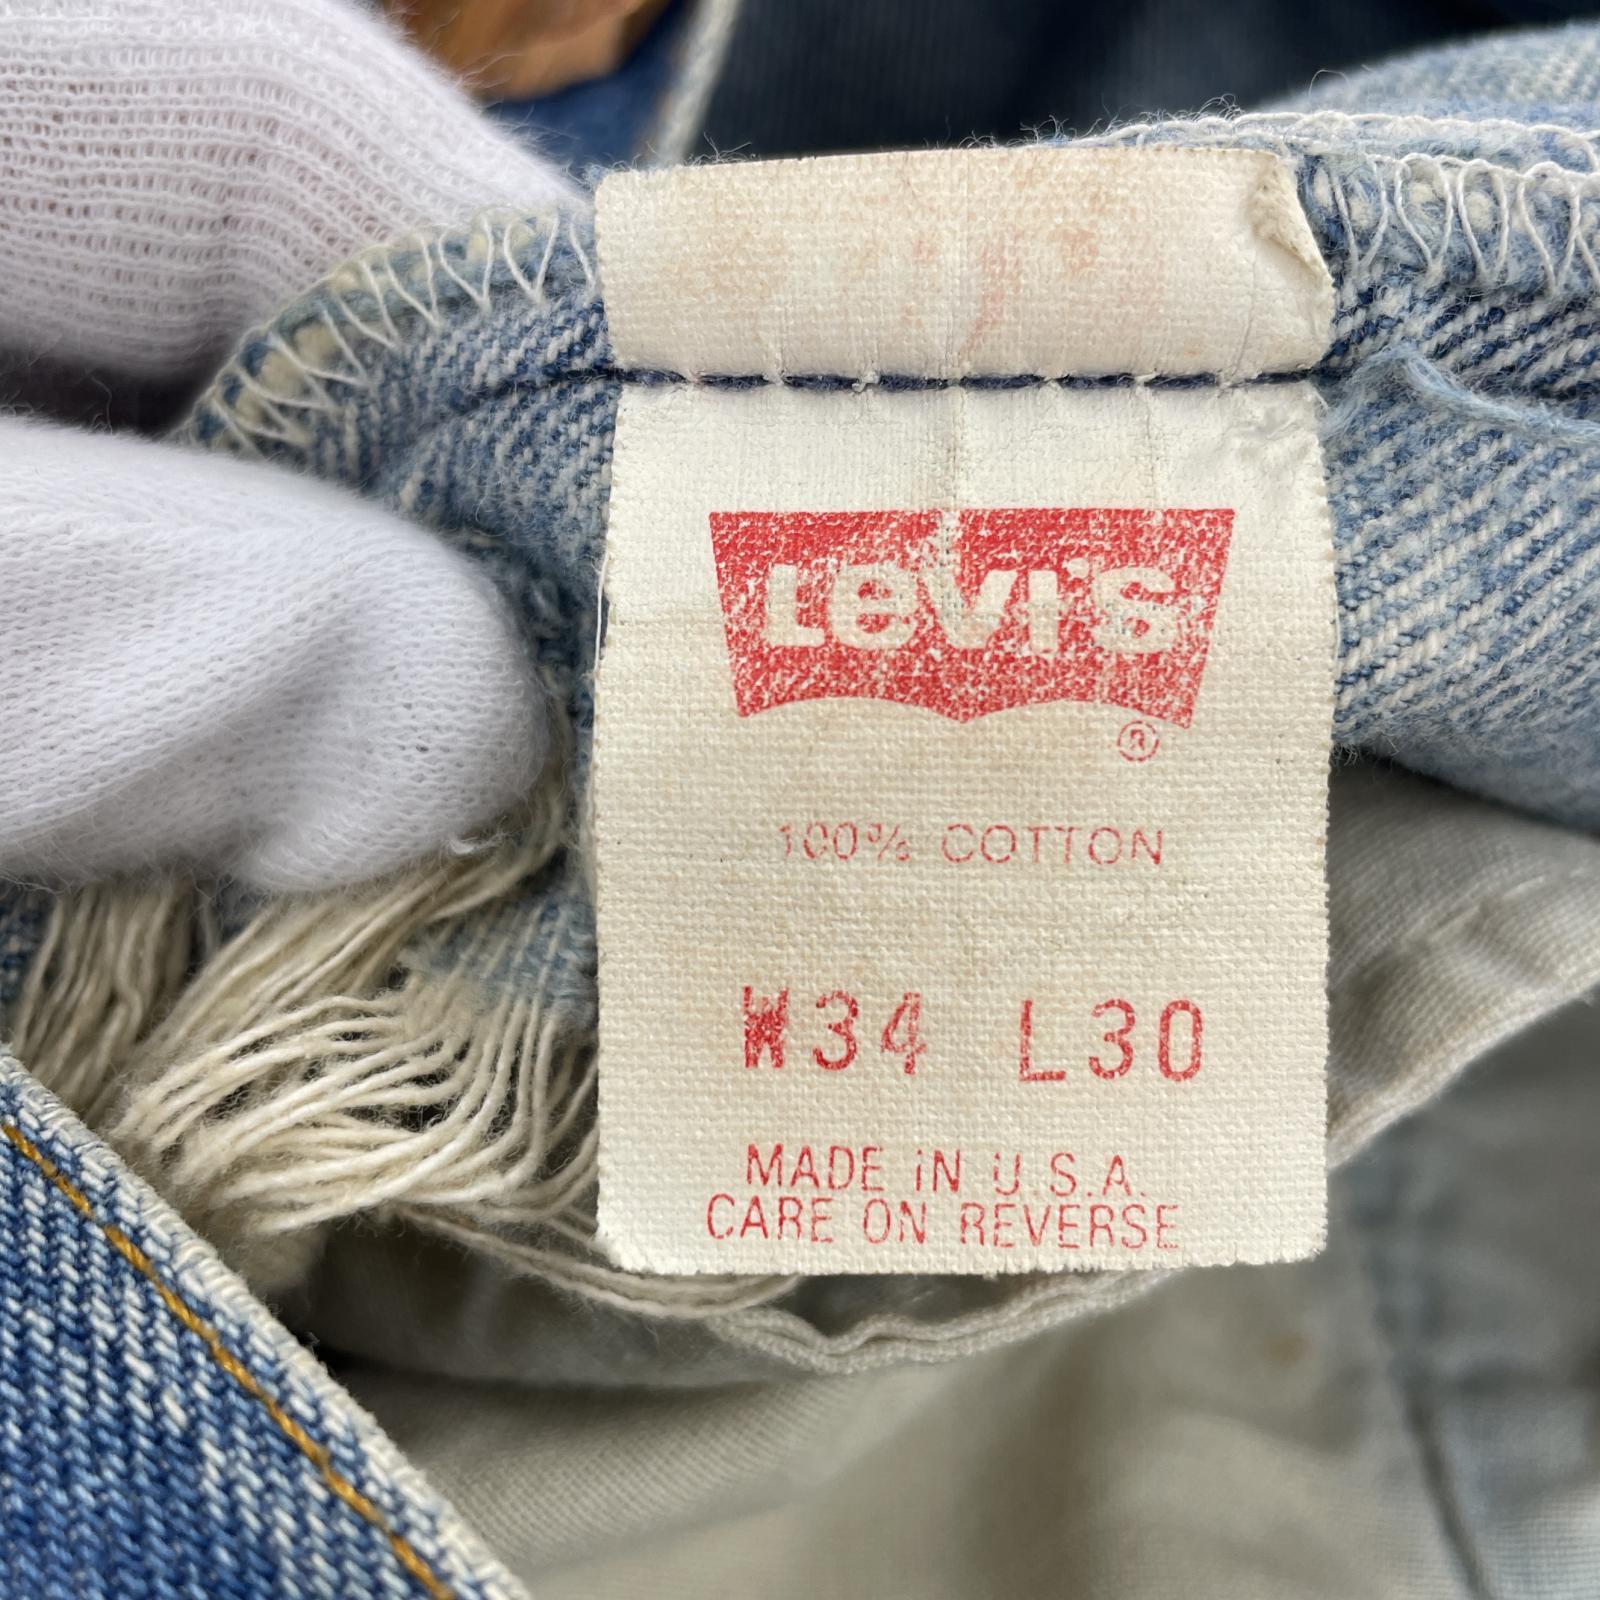 Levi's
®
100% COTTON
W34 L30
MADE IN U.S.A.
CARE ON REVERSE